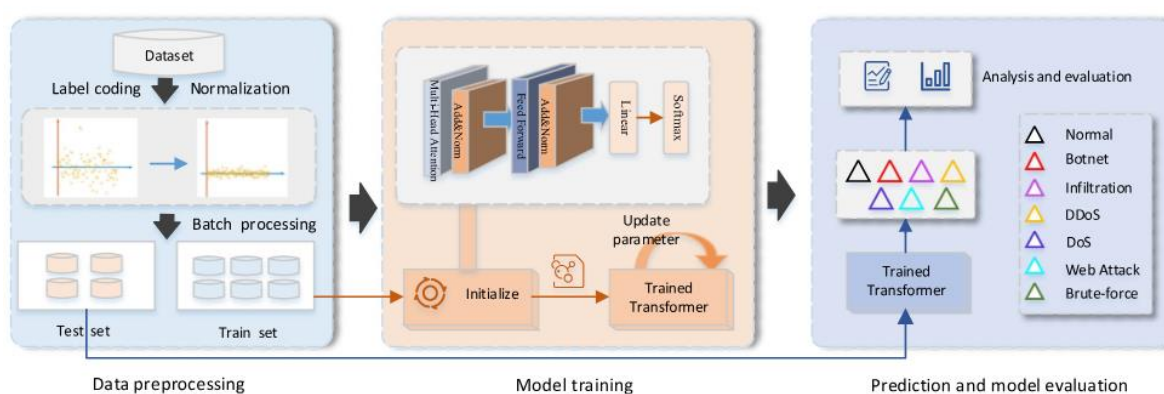 Dataset
Label coding
Normalization
Batch processing
Test set
Train set
Data preprocessing
Multi-Head Attention
Add&Norm
Feed Forward
Add&Norm
Linear
Softmax
Update
parameter
Initialize
Trained
Transformer
Model training
Analysis and evaluation
Normal
Botnet
Infiltration
DDoS
DoS
Web Attack
Brute-force
Trained
Transformer
Prediction and model evaluation